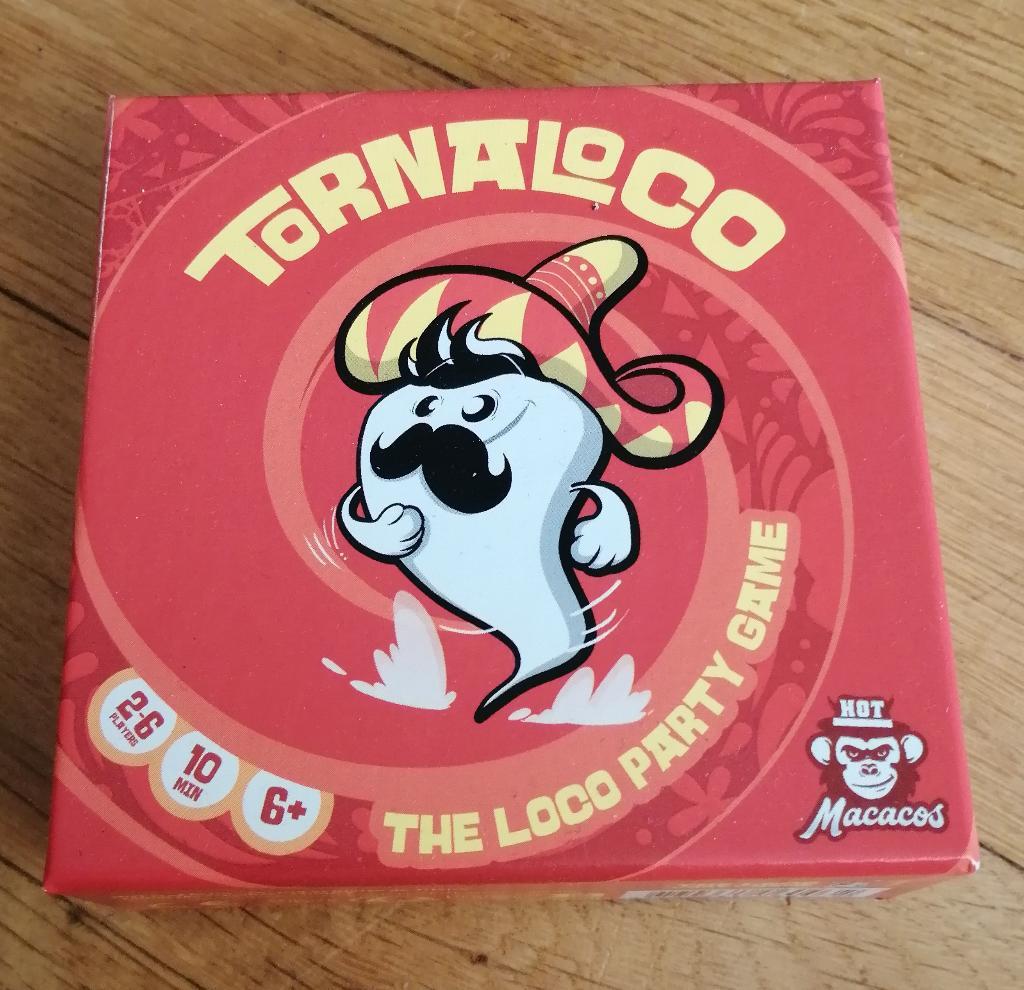 TORNALOCO
THE LOCO PARTY GAME
2-6
PLAYERS
10
MIN
6+
HOT
Macacos